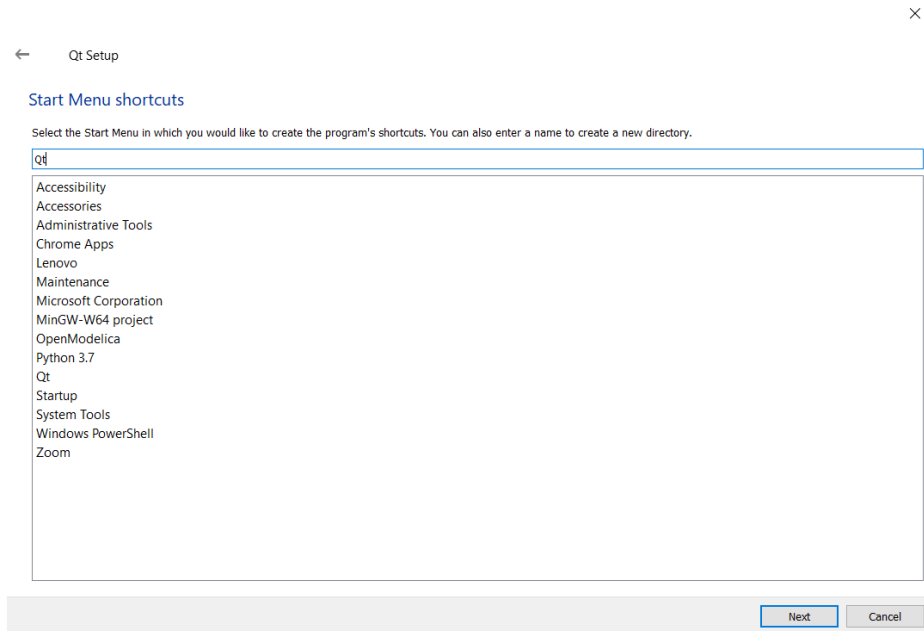 Qt Setup
Start Menu shortcuts
Select the Start Menu in which you would like to create the program's shortcuts. You can also enter a name to create a new directory.
Qt
Accessibility
Accessories
Administrative Tools
Chrome Apps
Lenovo
Maintenance
Microsoft Corporation
MinGW-W64 project
OpenModelica
Python 3.7
Qt
Startup
System Tools
Windows PowerShell
Zoom
Next Cancel